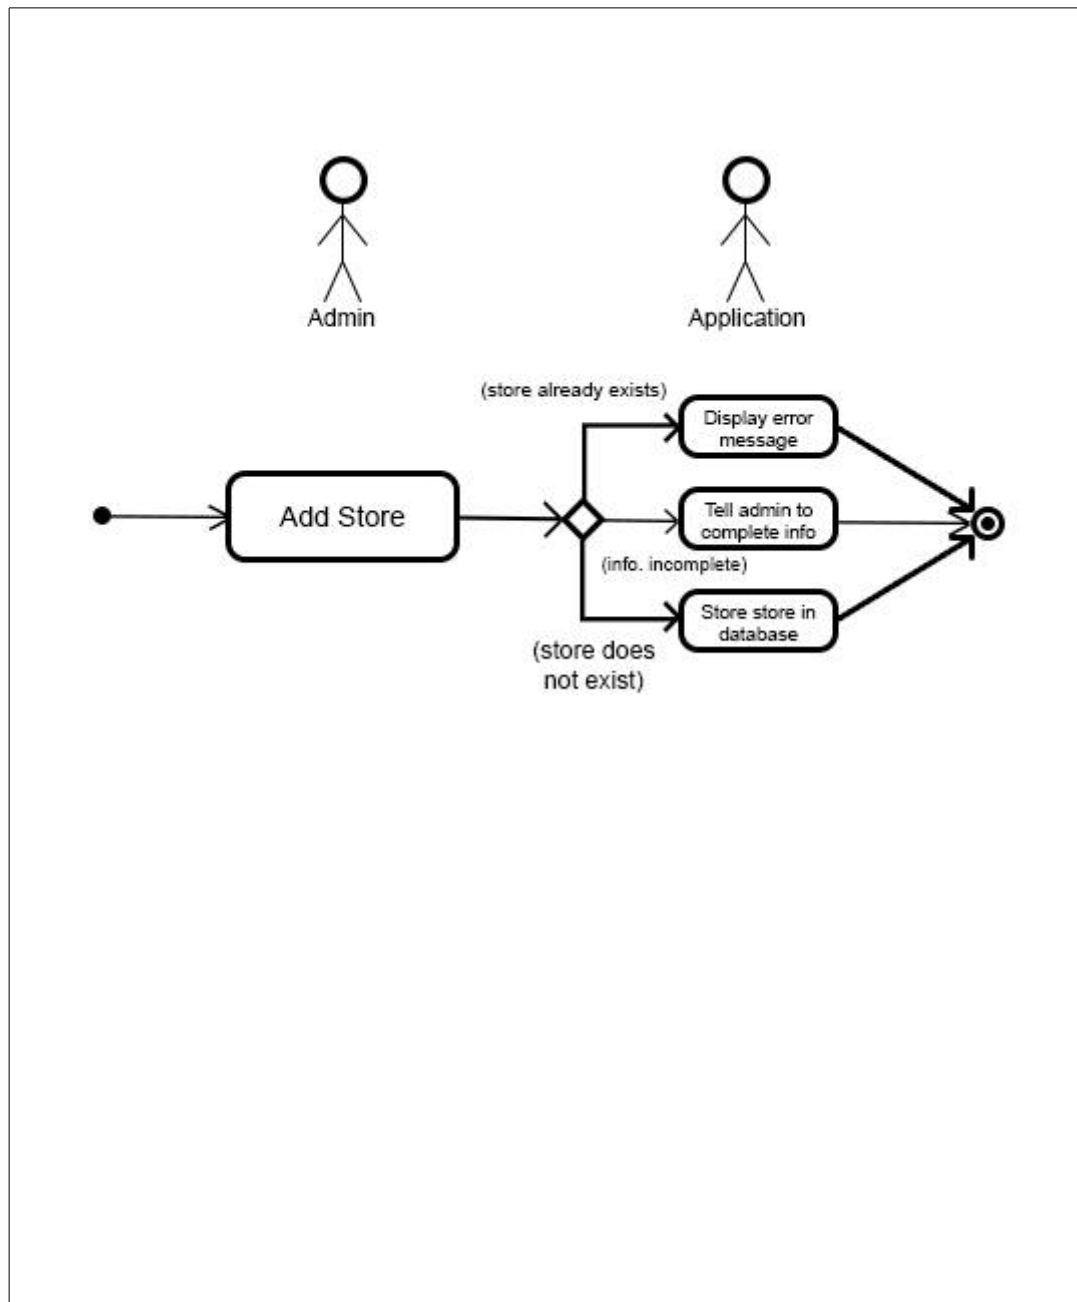 Admin
Application
(store already exists)
Display error
message
Add Store
Tell admin to
complete info
(info. incomplete)
Store store in
database
(store does
not exist)